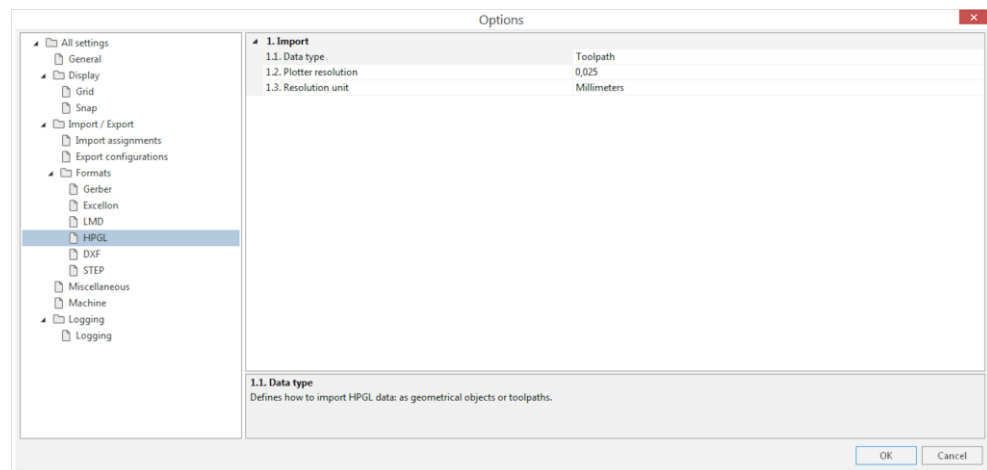 Options
All settings
General
Display
Grid
Snap
Import / Export
Import assignments
Export configurations
Formats
Gerber
Excellon
LMD
HPGL
DXF
STEP
Miscellaneous
Machine
Logging
Logging
1. Import
1.1. Data type Toolpath
1.2. Plotter resolution 0,025
1.3. Resolution unit Millimeters
1.1. Data type
Defines how to import HPGL data: as geometrical objects or toolpaths.
OK Cancel